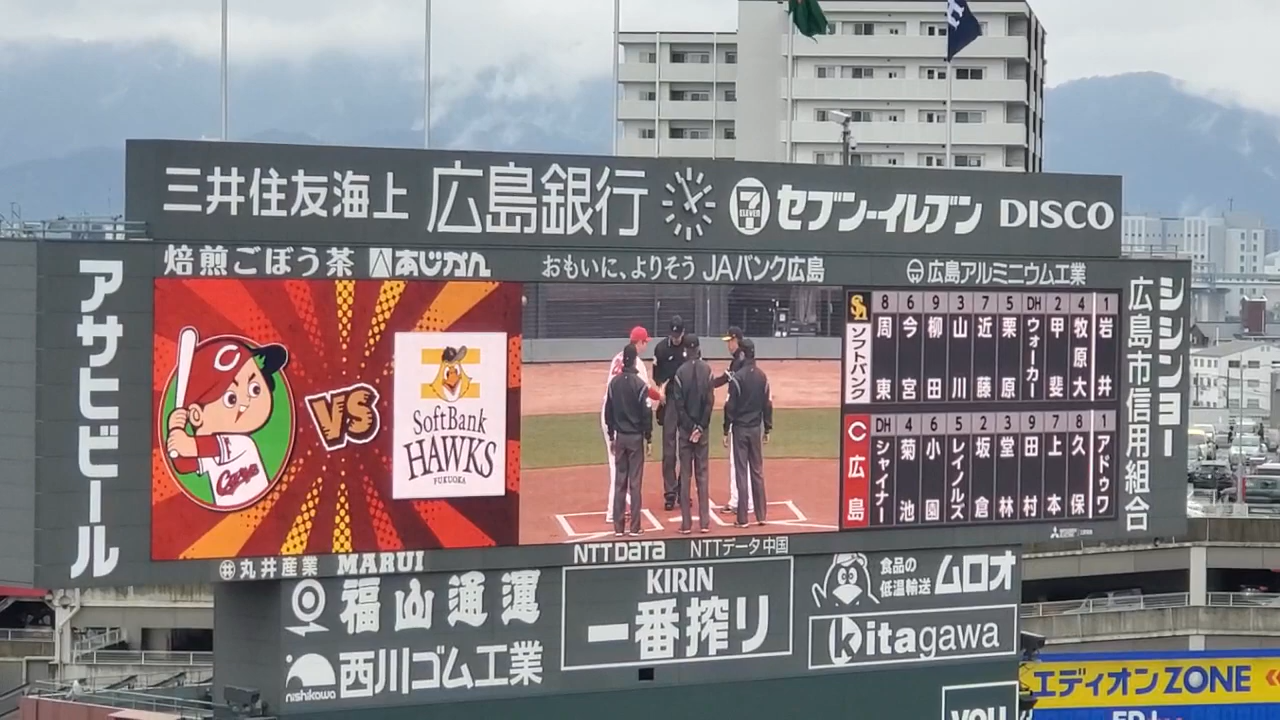 三井住友海上 広島銀行 7 ELEVEN セブン-イレブン DISCO
焙煎ごぼう茶 あじかん おもいに、よりそう JAバンク広島 広島アルミニウム工業
アサヒビール
C
Carp
VS
SoftBank
HAWKS
FUKUOKA
ソフトバンク
8 6 9 3 7 5 DH 2 4 1
周東 今宮 柳田 山川 近藤 栗原 ウォーカー 甲斐 牧原大 岩井
C広島
DH 4 6 5 2 3 9 7 8 1
シャイナー 菊池 小園 レイノルズ 坂倉 堂林 田村 上本 久保 アドゥワ
シシンヨー
広島市信用組合
NTT DATA NTTデータ中国
丸井産業 MARUI
福山通運
nishikawa 西川ゴム工業
KIRIN
一番搾り
食品の
低温輸送 ムロオ
kitagawa
エディオン ZONE